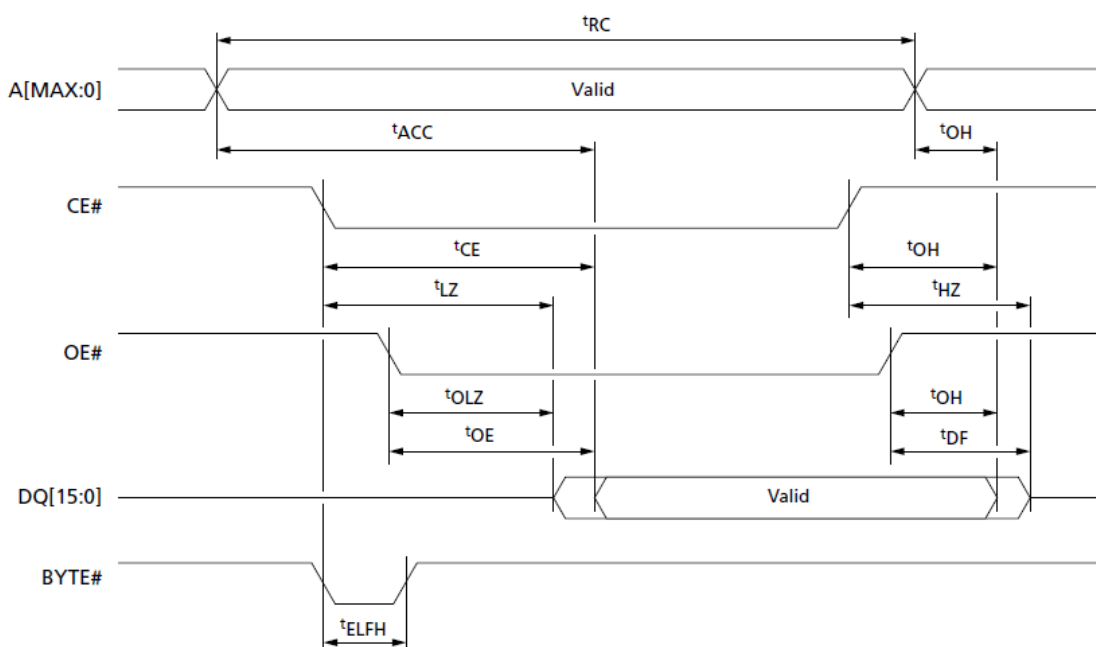 tRC
A[MAX:0] Valid
tACC tOH
CE#
tCE tOH
tLZ tHZ
OE#
tOLZ tOH
tOE tDF
DQ[15:0] Valid
BYTE#
tELFH